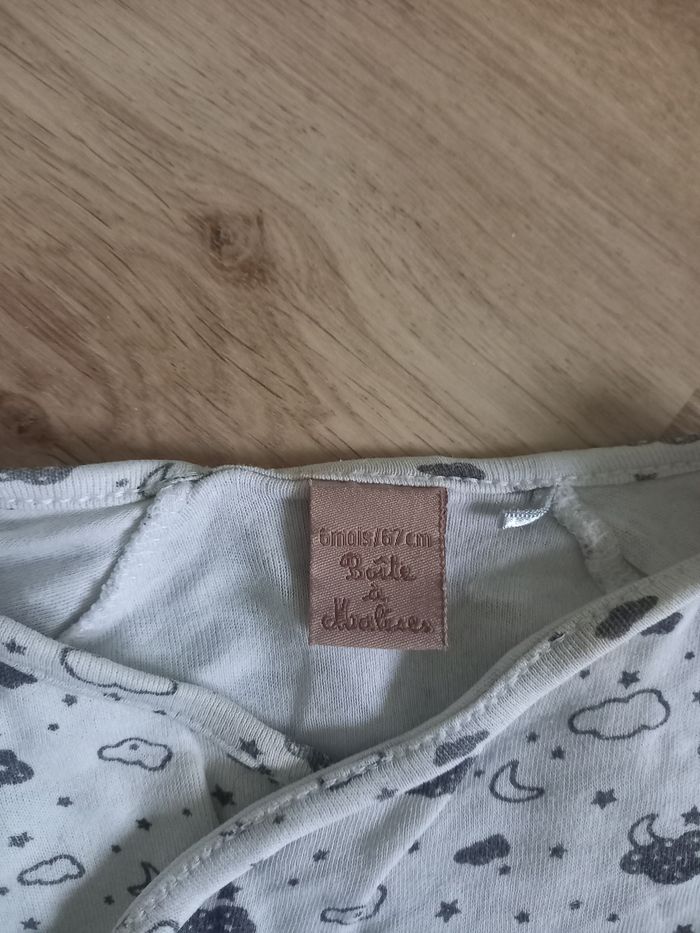 6mois/67cm
Boîte
à
Malices